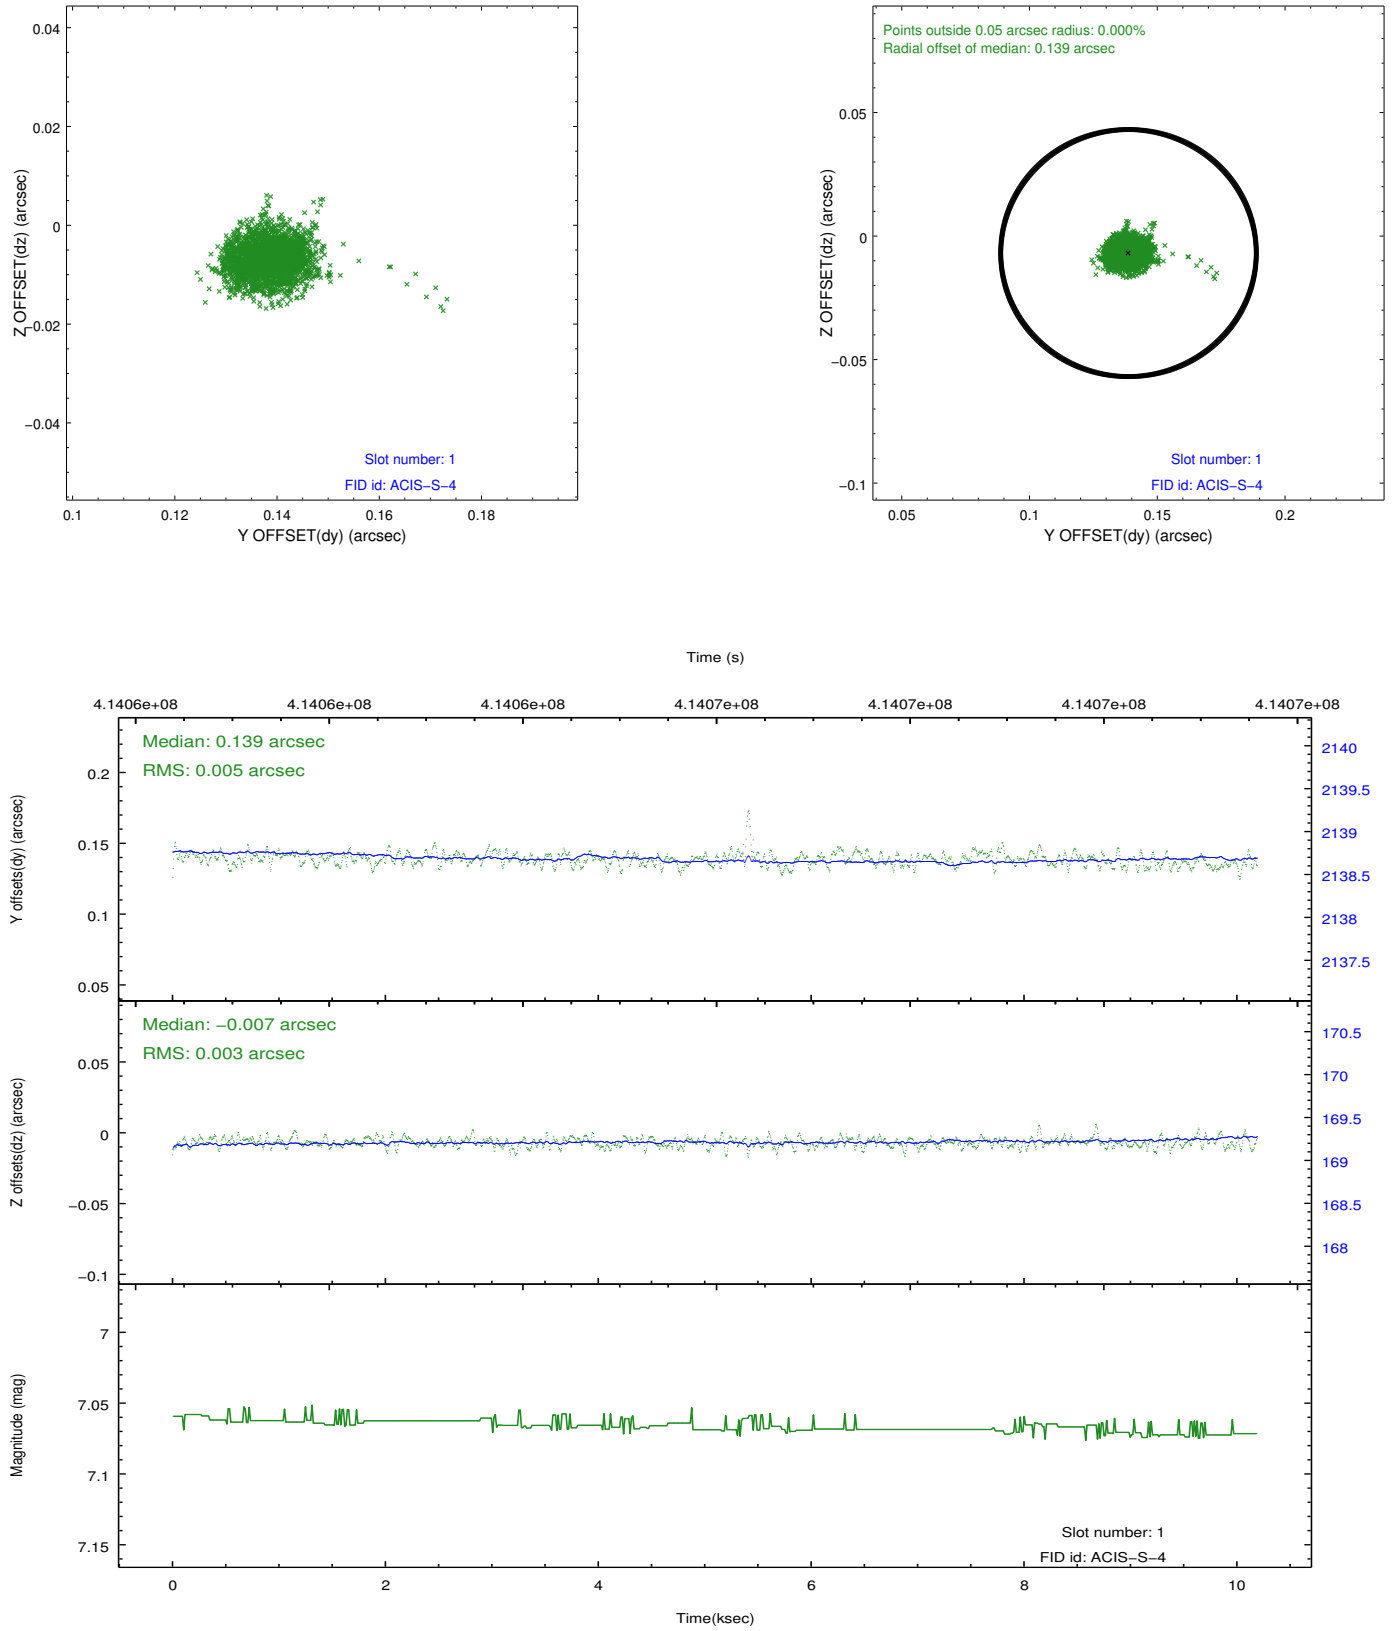 0.04
0.02
0
−0.02
−0.04
Z OFFSET(dz) (arcsec)
Slot number: 1
FID id: ACIS−S−4
0.1 0.12 0.14 0.16 0.18
Y OFFSET(dy) (arcsec)
Points outside 0.05 arcsec radius: 0.000%
Radial offset of median: 0.139 arcsec
0.05
0
−0.05
−0.1
Z OFFSET(dz) (arcsec)
Slot number: 1
FID id: ACIS−S−4
0.05 0.1 0.15 0.2
Y OFFSET(dy) (arcsec)
Time (s)
4.1406e+08 4.1406e+08 4.1406e+08 4.1407e+08 4.1407e+08 4.1407e+08 4.1407e+08
Median: 0.139 arcsec
RMS: 0.005 arcsec
0.2
0.15
0.1
0.05
Y offsets(dy) (arcsec)
2140
2139.5
2139
2138.5
2138
2137.5
Median: −0.007 arcsec
RMS: 0.003 arcsec
0.05
0
−0.05
−0.1
Z offsets(dz) (arcsec)
170.5
170
169.5
169
168.5
168
7
7.05
7.1
7.15
Magnitude (mag)
Slot number: 1
FID id: ACIS−S−4
0 2 4 6 8 10
Time(ksec)